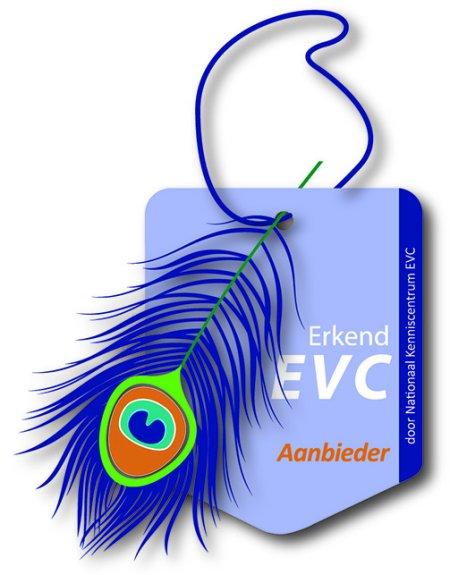 Erkend
EVC
Aanbieder
door Nationaal Kenniscentrum EVC